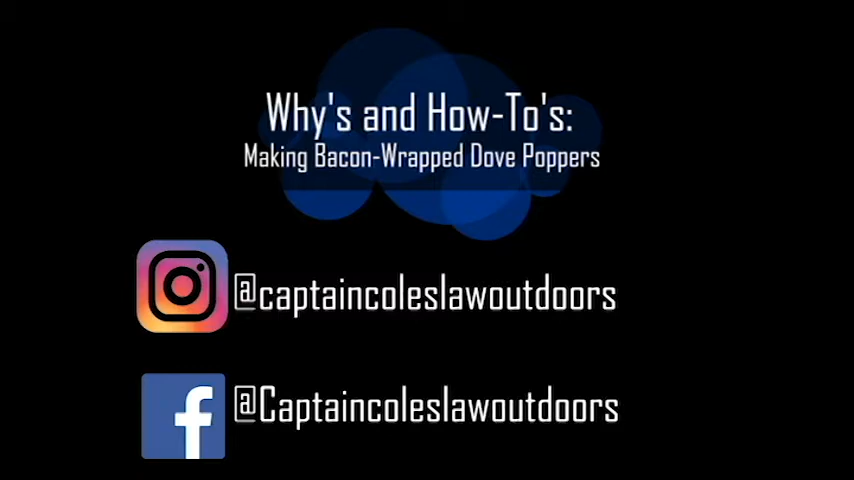 Why's and How-To's:
Making Bacon-Wrapped Dove Poppers
@captaincoleslawoutdoors
@Captaincoleslawoutdoors